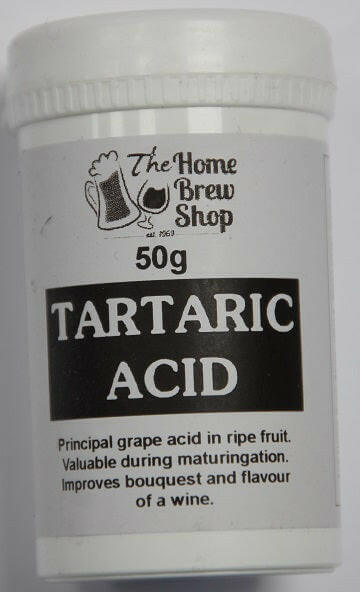 The Home
Brew
Shop
est. 1969
50g
TARTARIC
ACID
Principal grape acid in ripe fruit.
Valuable during maturingation.
Improves bouquest and flavour
of a wine.